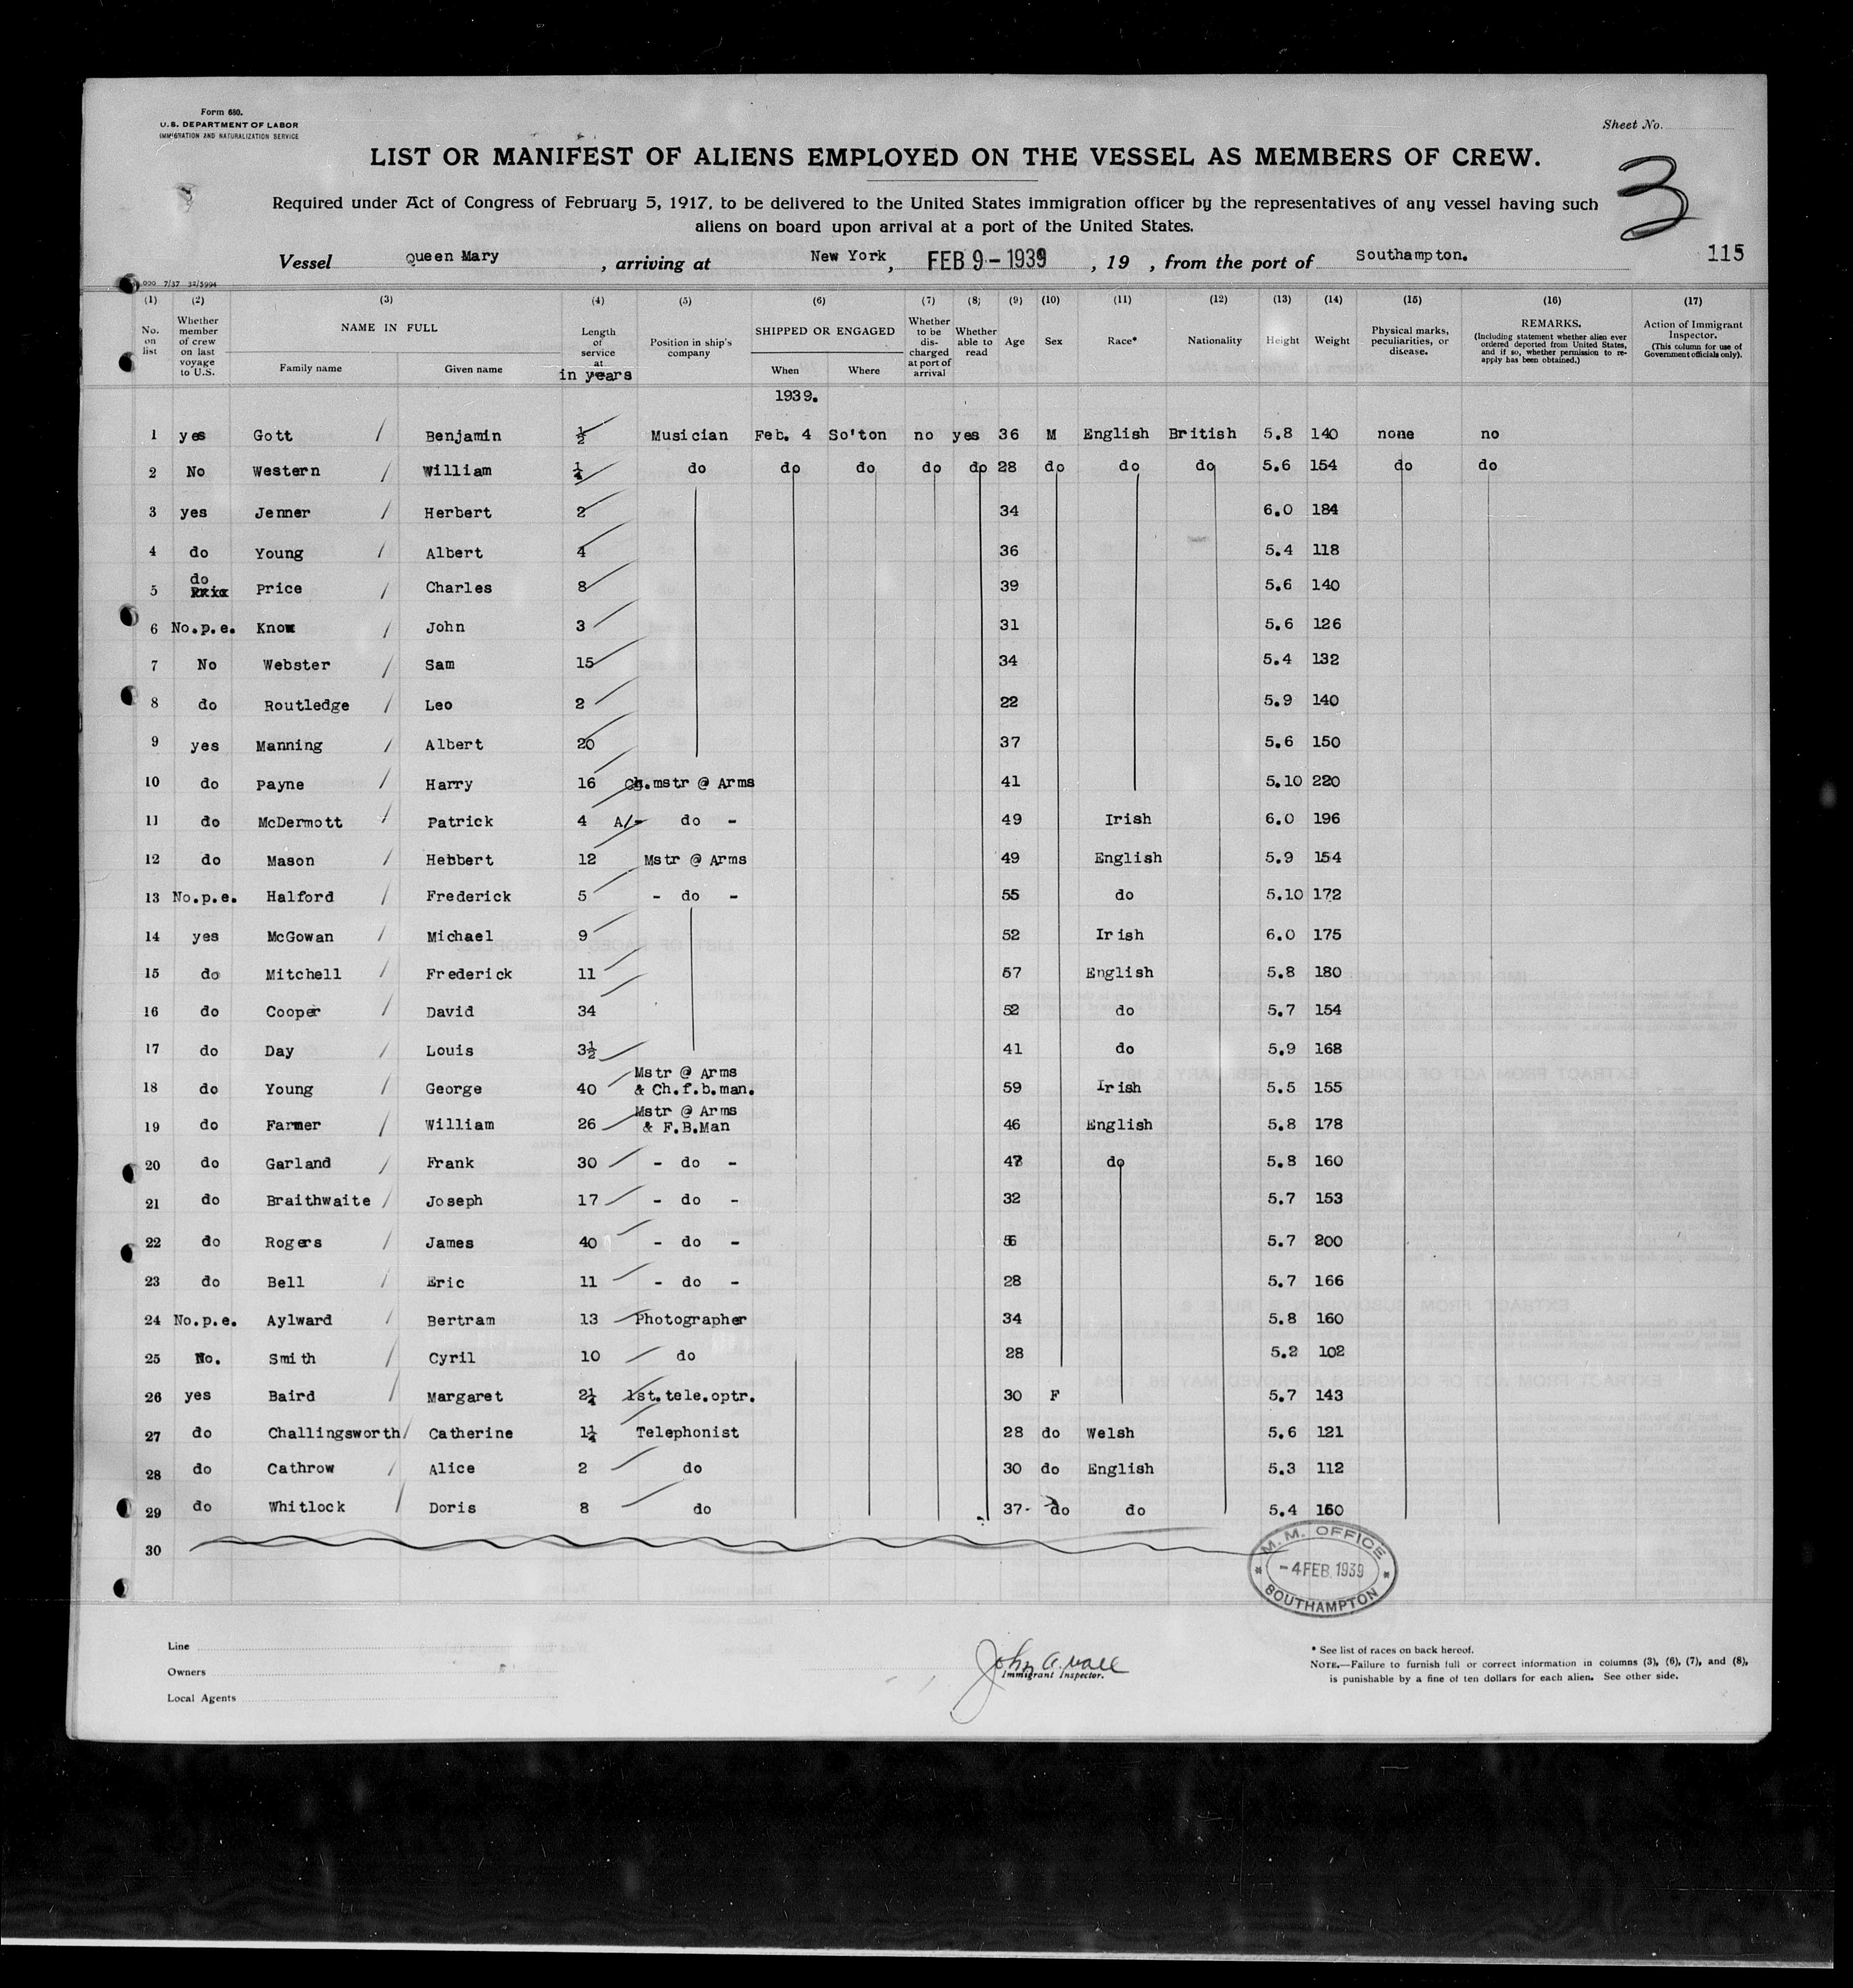 Form 680.
U.S. DEPARTMENT OF LABOR
IMMIGRATION AND NATURALIZATION SERVICE
Sheet No.
LIST OR MANIFEST OF ALIENS EMPLOYED ON THE VESSEL AS MEMBERS OF CREW.
3
Required under Act of Congress of February 5, 1917, to be delivered to the United States immigration officer by the representatives of any vessel having such
aliens on board upon arrival at a port of the United States.
Vessel Queen Mary, arriving at New York, FEB 9 - 1939, 19 , from the port of Southampton. 115
(1) (2) (3) (4) (5) (6) (7) (8) (9) (10) (11) (12) (13) (14) (15) (16) (17)
No. on list Whether member of crew on last voyage to U.S. NAME IN FULL Family name Given name Length of service at in years Position in ship's company SHIPPED OR ENGAGED When Where Whether to be discharged at port of arrival Whether able to read Age Sex Race* Nationality Height Weight Physical marks, peculiarities, or disease. REMARKS. (Including statement whether alien ever ordered deported from United States, and if so, whether permission to reapply has been obtained.) Action of Immigrant Inspector. (This column for use of Government officials only).
1939.
1 yes Gott / Benjamin ½ Musician Feb. 4 So'ton no yes 36 M English British 5.8 140 none no
2 No Western / William ¼ do do do do do 28 do do do 5.6 154 do do
3 yes Jenner / Herbert 2 34 6.0 184
4 do Young / Albert 4 36 5.4 118
5 do Price / Charles 8 39 5.6 140
6 No.p.e. Knox / John 3 31 5.6 126
7 No Webster / Sam 15 34 5.4 132
8 do Routledge / Leo 2 22 5.9 140
9 yes Manning / Albert 20 37 5.6 150
10 do Payne / Harry 16 Ch.mstr @ Arms 41 5.10 220
11 do McDermott / Patrick 4 A/- do - 49 Irish 6.0 196
12 do Mason / Hebbert 12 Mstr @ Arms 49 English 5.9 154
13 No.p.e. Halford / Frederick 5 - do - 55 do 5.10 172
14 yes McGowan / Michael 9 52 Irish 6.0 175
15 do Mitchell / Frederick 11 57 English 5.8 180
16 do Cooper / David 34 52 do 5.7 154
17 do Day / Louis 3½ 41 do 5.9 168
18 do Young / George 40 Mstr @ Arms & Ch.f.b.man. 59 Irish 5.5 155
19 do Farmer / William 26 Mstr @ Arms & F.B.Man 46 English 5.8 178
20 do Garland / Frank 30 - do - do 5.8 160
21 do Braithwaite / Joseph 17 - do - 32 5.7 153
22 do Rogers / James 40 - do - 5.7 200
23 do Bell / Eric 11 - do - 28 5.7 166
24 No.p.e. Aylward / Bertram 13 Photographer 34 5.8 160
25 No. Smith / Cyril 10 do 28 5.2 102
26 yes Baird / Margaret 2¼ 1st.tele.optr. 30 F 5.7 143
27 do Challingsworth / Catherine 1¼ Telephonist 28 do Welsh 5.6 121
28 do Cathrow / Alice 2 do 30 do English 5.3 112
29 do Whitlock / Doris 8 do 37- do do 5.4 160
30
M.M. OFFICE
-4 FEB. 1939
SOUTHAMPTON
Line
Owners
Local Agents
Immigrant Inspector.
* See list of races on back hereof.
NOTE.—Failure to furnish full or correct information in columns (3), (6), (7), and (8),
is punishable by a fine of ten dollars for each alien. See other side.